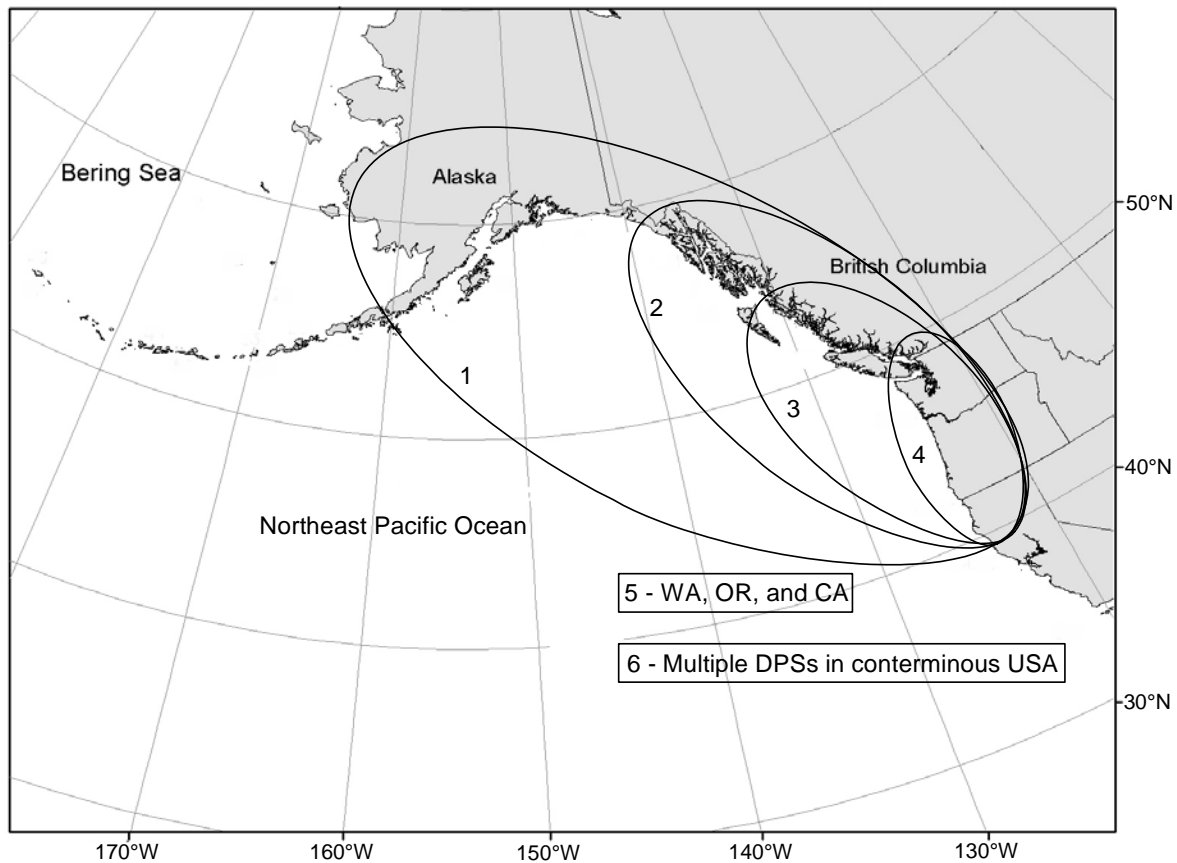 50°N
Bering Sea
Alaska
British Columbia
2
1
3
4
40°N
Northeast Pacific Ocean
5 - WA, OR, and CA
6 - Multiple DPSs in conterminous USA
30°N
170°W
160°W
150°W
140°W
130°W